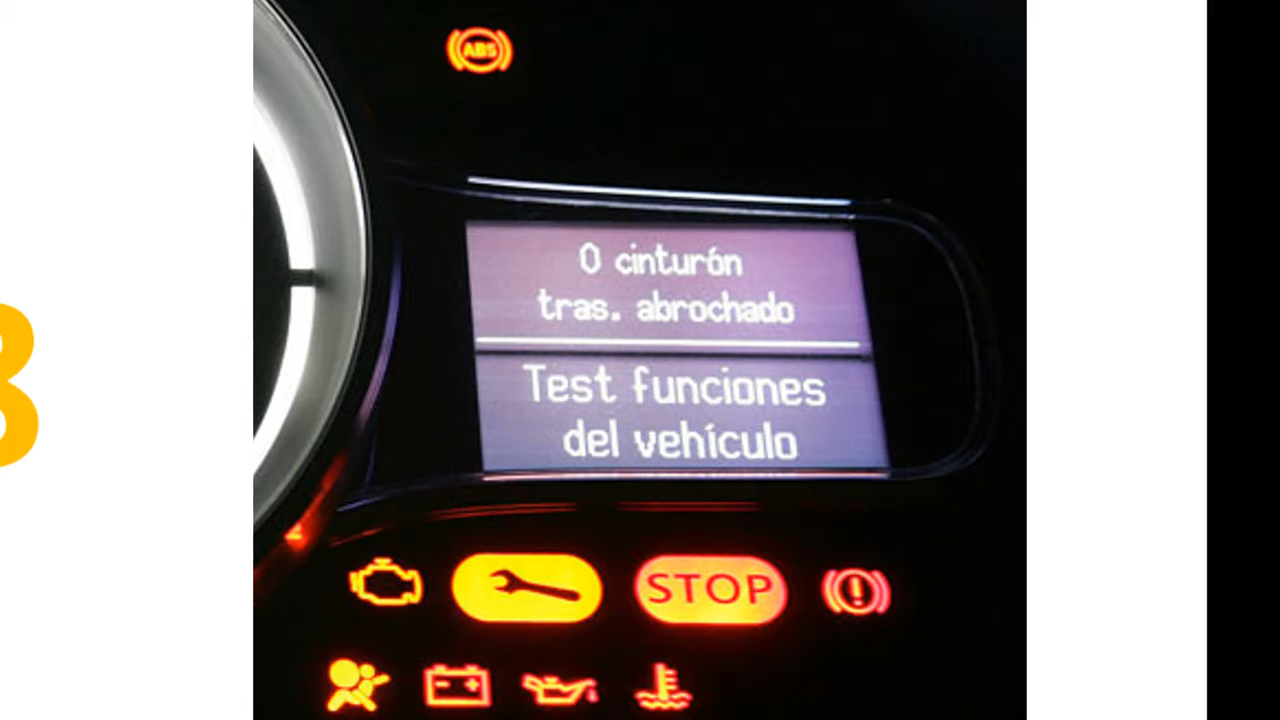 ABS
0 cinturón
tras. abrochado
Test funciones
del vehículo
STOP